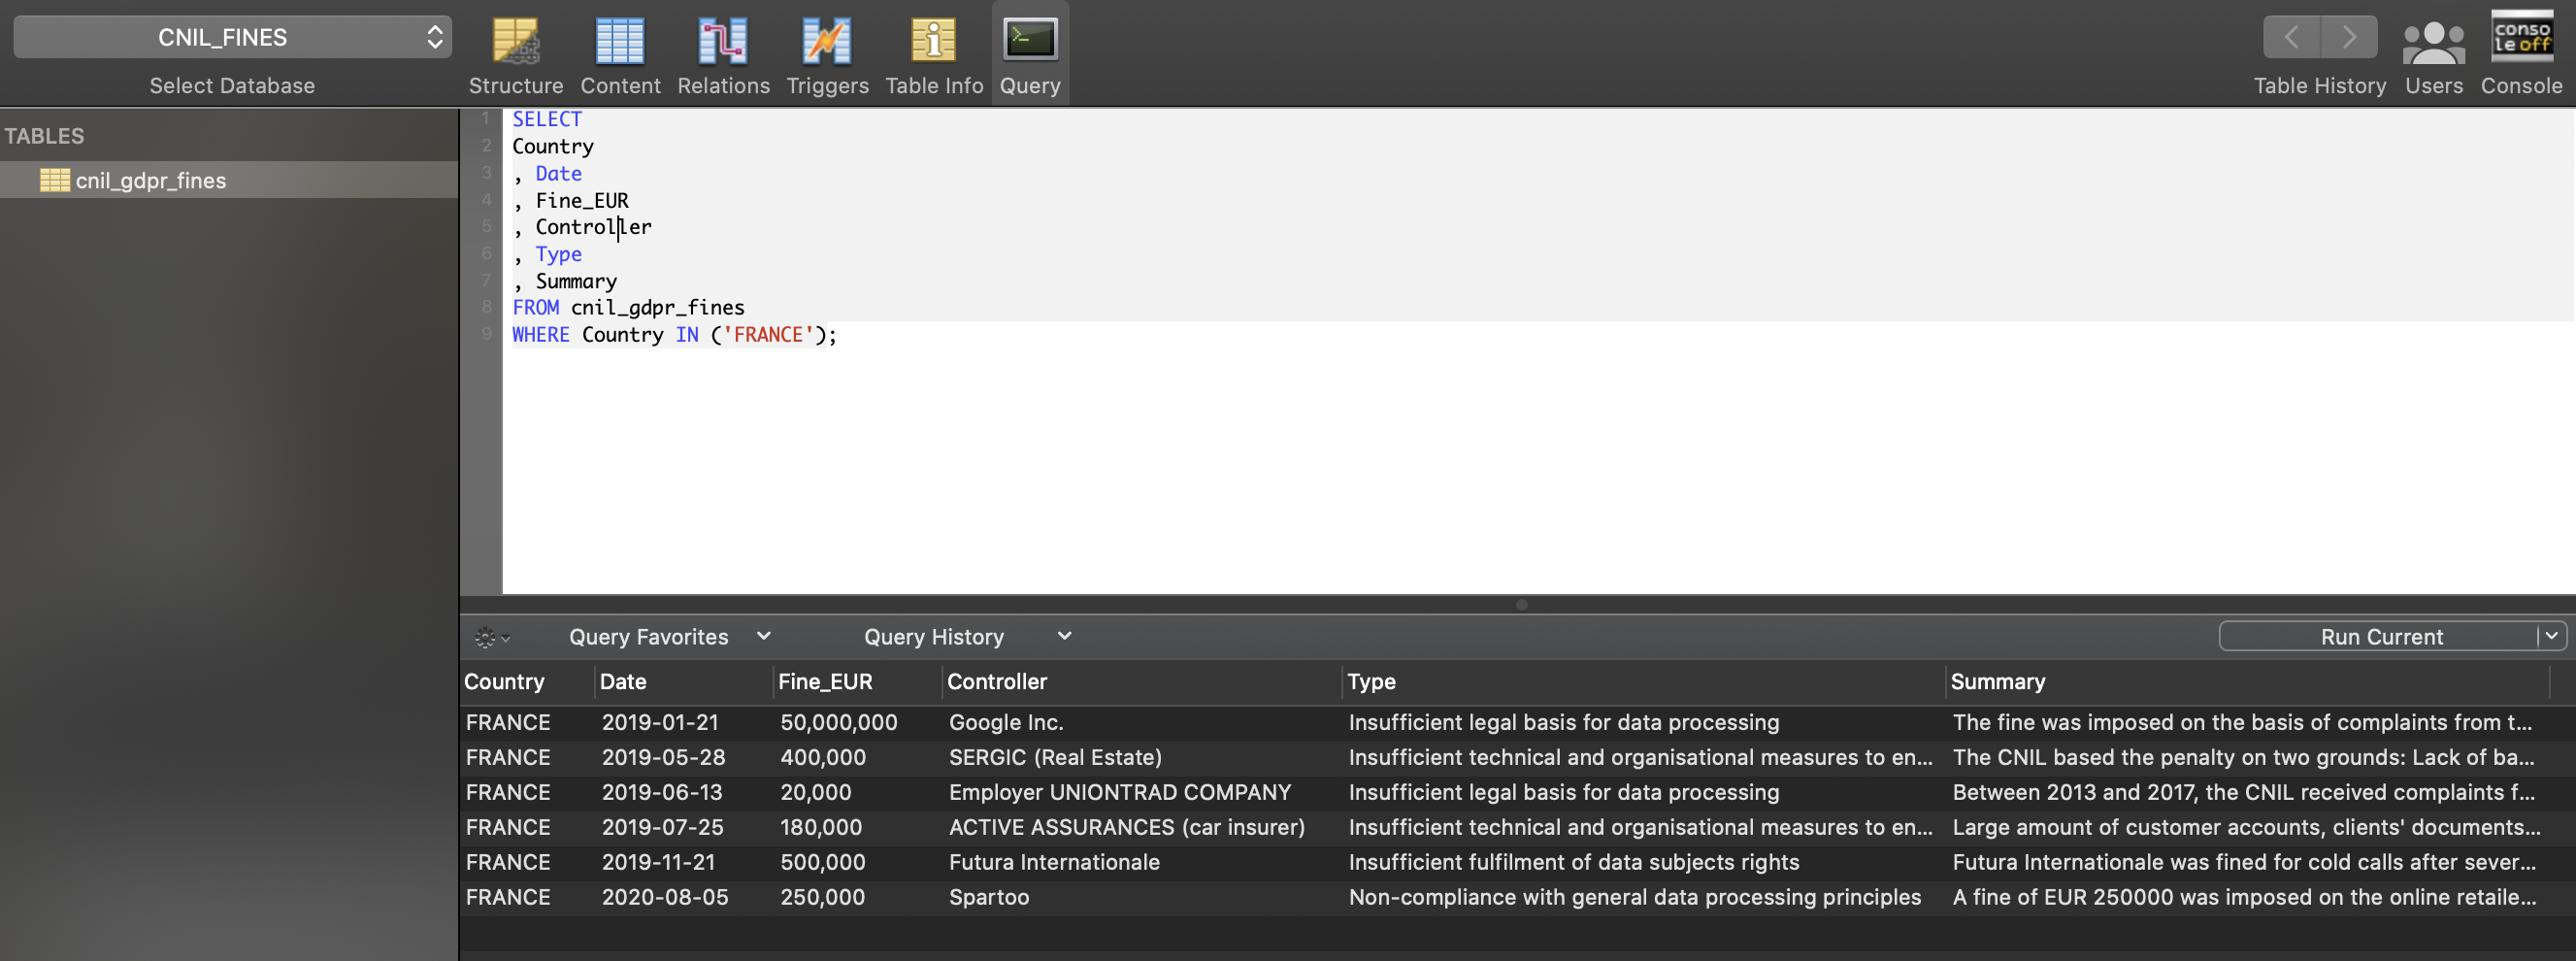 CNIL_FINES
Select Database
Structure
Content
Relations
Triggers
Table Info
Query
Table History
Users
conso
le off
Console
TABLES
cnil_gdpr_fines
1 SELECT
2 Country
3 , Date
4 , Fine_EUR
5 , Controller
6 , Type
7 , Summary
8 FROM cnil_gdpr_fines
9 WHERE Country IN ('FRANCE');
Query Favorites
Query History
Run Current
Country Date Fine_EUR Controller Type Summary
FRANCE 2019-01-21 50,000,000 Google Inc. Insufficient legal basis for data processing The fine was imposed on the basis of complaints from t...
FRANCE 2019-05-28 400,000 SERGIC (Real Estate) Insufficient technical and organisational measures to en... The CNIL based the penalty on two grounds: Lack of ba...
FRANCE 2019-06-13 20,000 Employer UNIONTRAD COMPANY Insufficient legal basis for data processing Between 2013 and 2017, the CNIL received complaints f...
FRANCE 2019-07-25 180,000 ACTIVE ASSURANCES (car insurer) Insufficient technical and organisational measures to en... Large amount of customer accounts, clients' documents...
FRANCE 2019-11-21 500,000 Futura Internationale Insufficient fulfilment of data subjects rights Futura Internationale was fined for cold calls after sever...
FRANCE 2020-08-05 250,000 Spartoo Non-compliance with general data processing principles A fine of EUR 250000 was imposed on the online retaile...